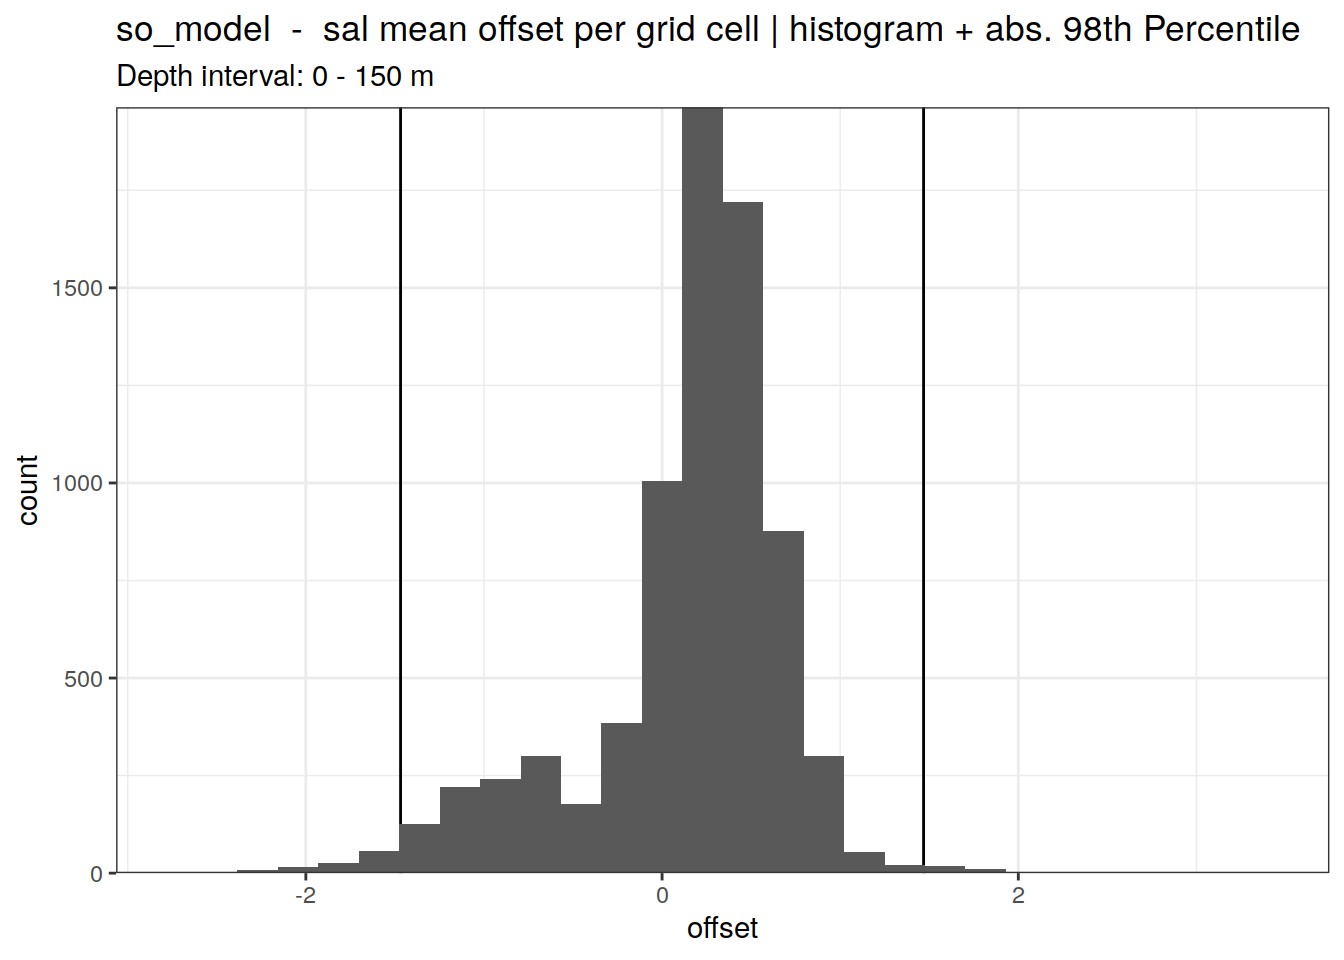 so_model  -  sal mean offset per grid cell | histogram + abs. 98th Percentile
Depth interval: 0 - 150 m
count
1500
1000
500
0
-2
0
2
offset